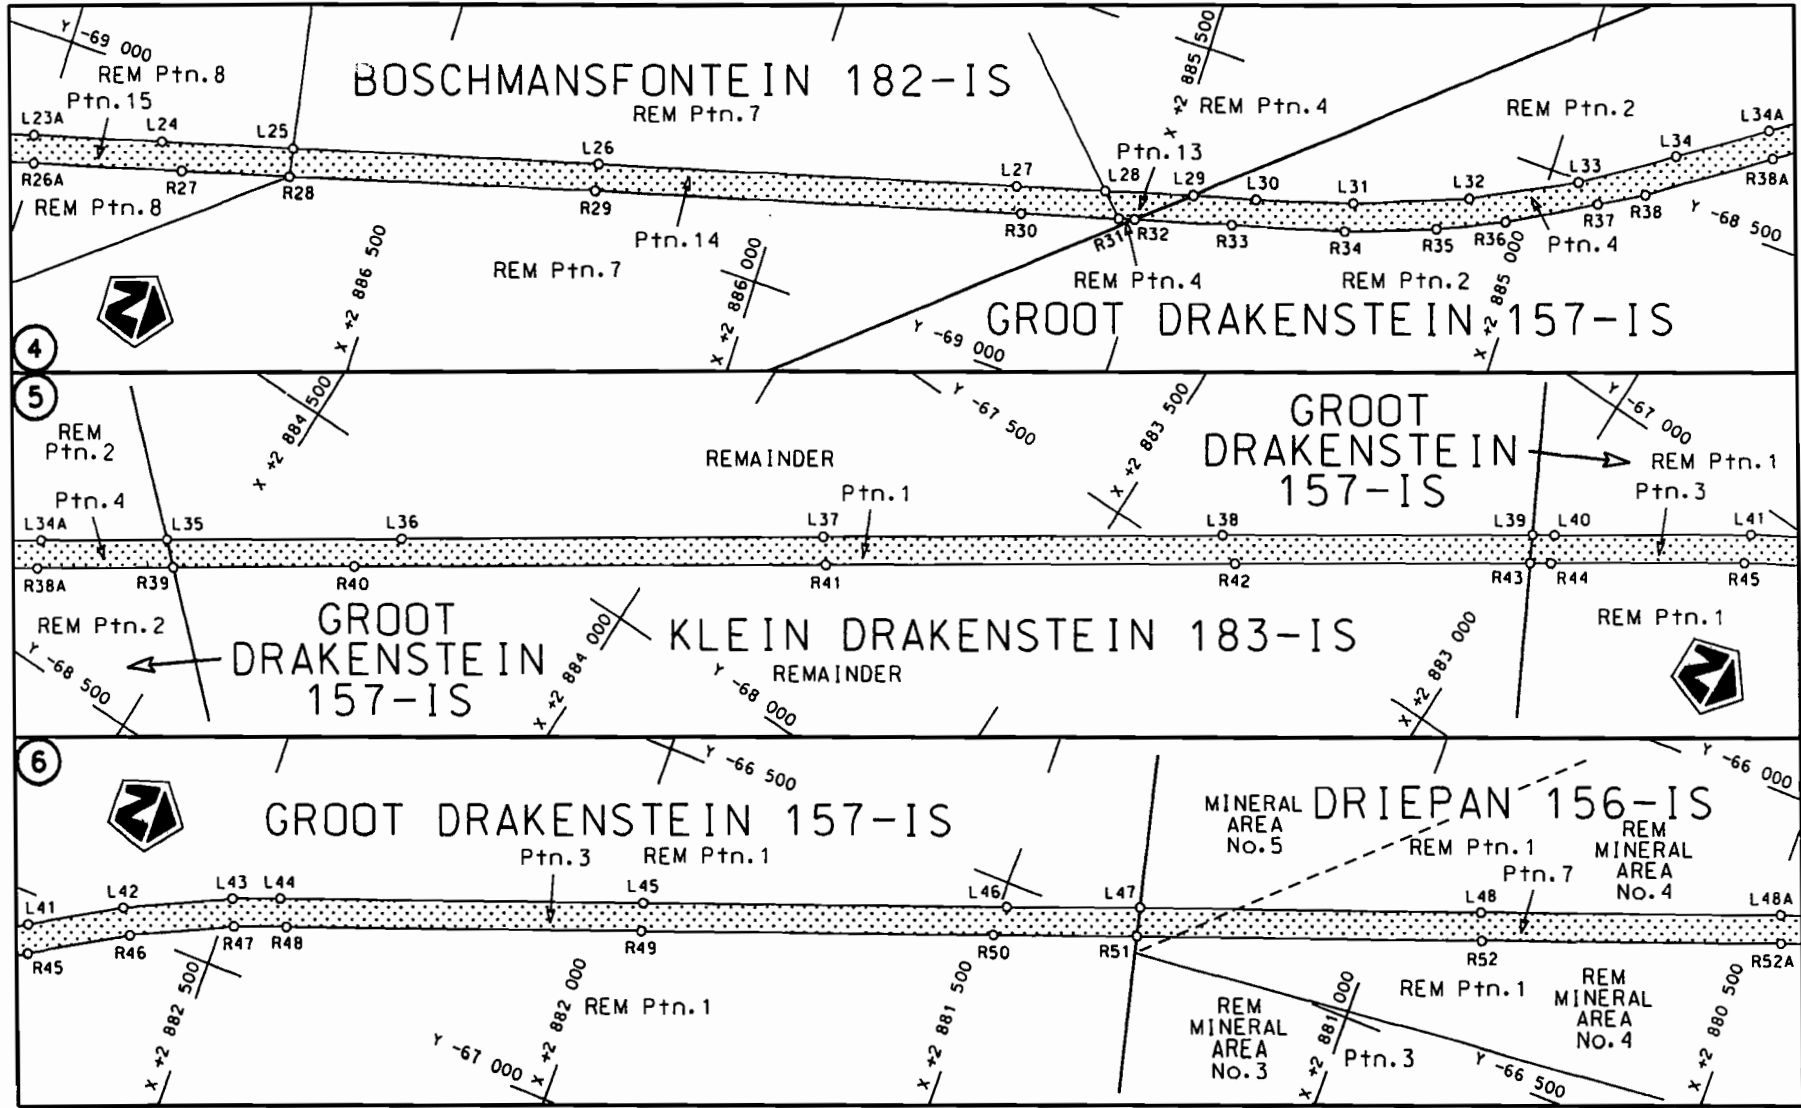 Y -69 000
REM Ptn.8
Ptn.15
BOSCHMANSFONTEIN 182-IS
REM Ptn.7
X +2 885 500
REM Ptn.4
REM Ptn.2
Ptn.13
L23A
L24
L25
L26
L27
L28
L29
L30
L31
L32
L33
L34
L34A
R26A
R27
R28
R29
R30
R31
R32
R33
R34
R35
R36
R37
R38
R38A
REM Ptn.8
Ptn.14
REM Ptn.7
X +2 886 500
X +2 886 000
REM Ptn.4
REM Ptn.2
Ptn.4
Y -68 500
X +2 885 000
Y -69 000
GROOT DRAKENSTEIN 157-IS
4
5
X +2 884 500
Y -67 500
X +2 883 500
Y -67 000
REM
Ptn.2
Ptn.4
REMAINDER
Ptn.1
GROOT
DRAKENSTEIN
157-IS
REM Ptn.1
Ptn.3
L34A
L35
L36
L37
L38
L39
L40
L41
R38A
R39
R40
R41
R42
R43
R44
R45
REM Ptn.2
Y -68 500
GROOT
DRAKENSTEIN
157-IS
X +2 884 000
KLEIN DRAKENSTEIN 183-IS
REMAINDER
Y -68 000
X +2 883 000
REM Ptn.1
6
Y -66 500
Y -66 000
GROOT DRAKENSTEIN 157-IS
Ptn.3
REM Ptn.1
MINERAL
AREA
No.5
DRIEPAN 156-IS
REM Ptn.1
REM
MINERAL
AREA
No.4
Ptn.7
L41
L42
L43
L44
L45
L46
L47
L48
L48A
R45
R46
R47
R48
R49
R50
R51
R52
R52A
X +2 882 500
X +2 882 000
REM Ptn.1
Y -67 000
X +2 881 500
REM
MINERAL
AREA
No.3
X +2 881 000
Ptn.3
REM Ptn.1
REM
MINERAL
AREA
No.4
Y -66 500
X +2 880 500